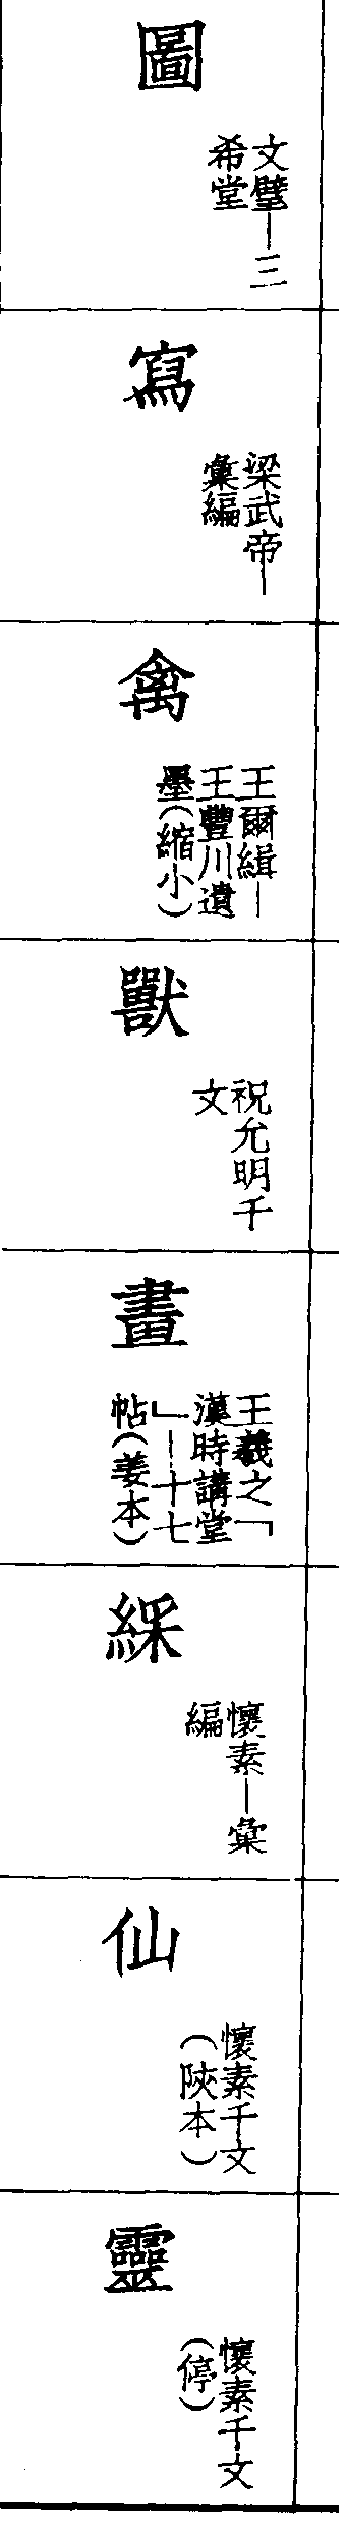 圖
文璧—三
希堂
寫
梁武帝—
彙編
禽
王爾緝—
王豐川遺
墨(縮小)
獸
祝允明千
文
畫
王羲之「
漢時講堂
」—十七
帖(姜本)
綵
懷素—彙
編
仙
懷素千文
(陝本)
靈
懷素千文
(停)